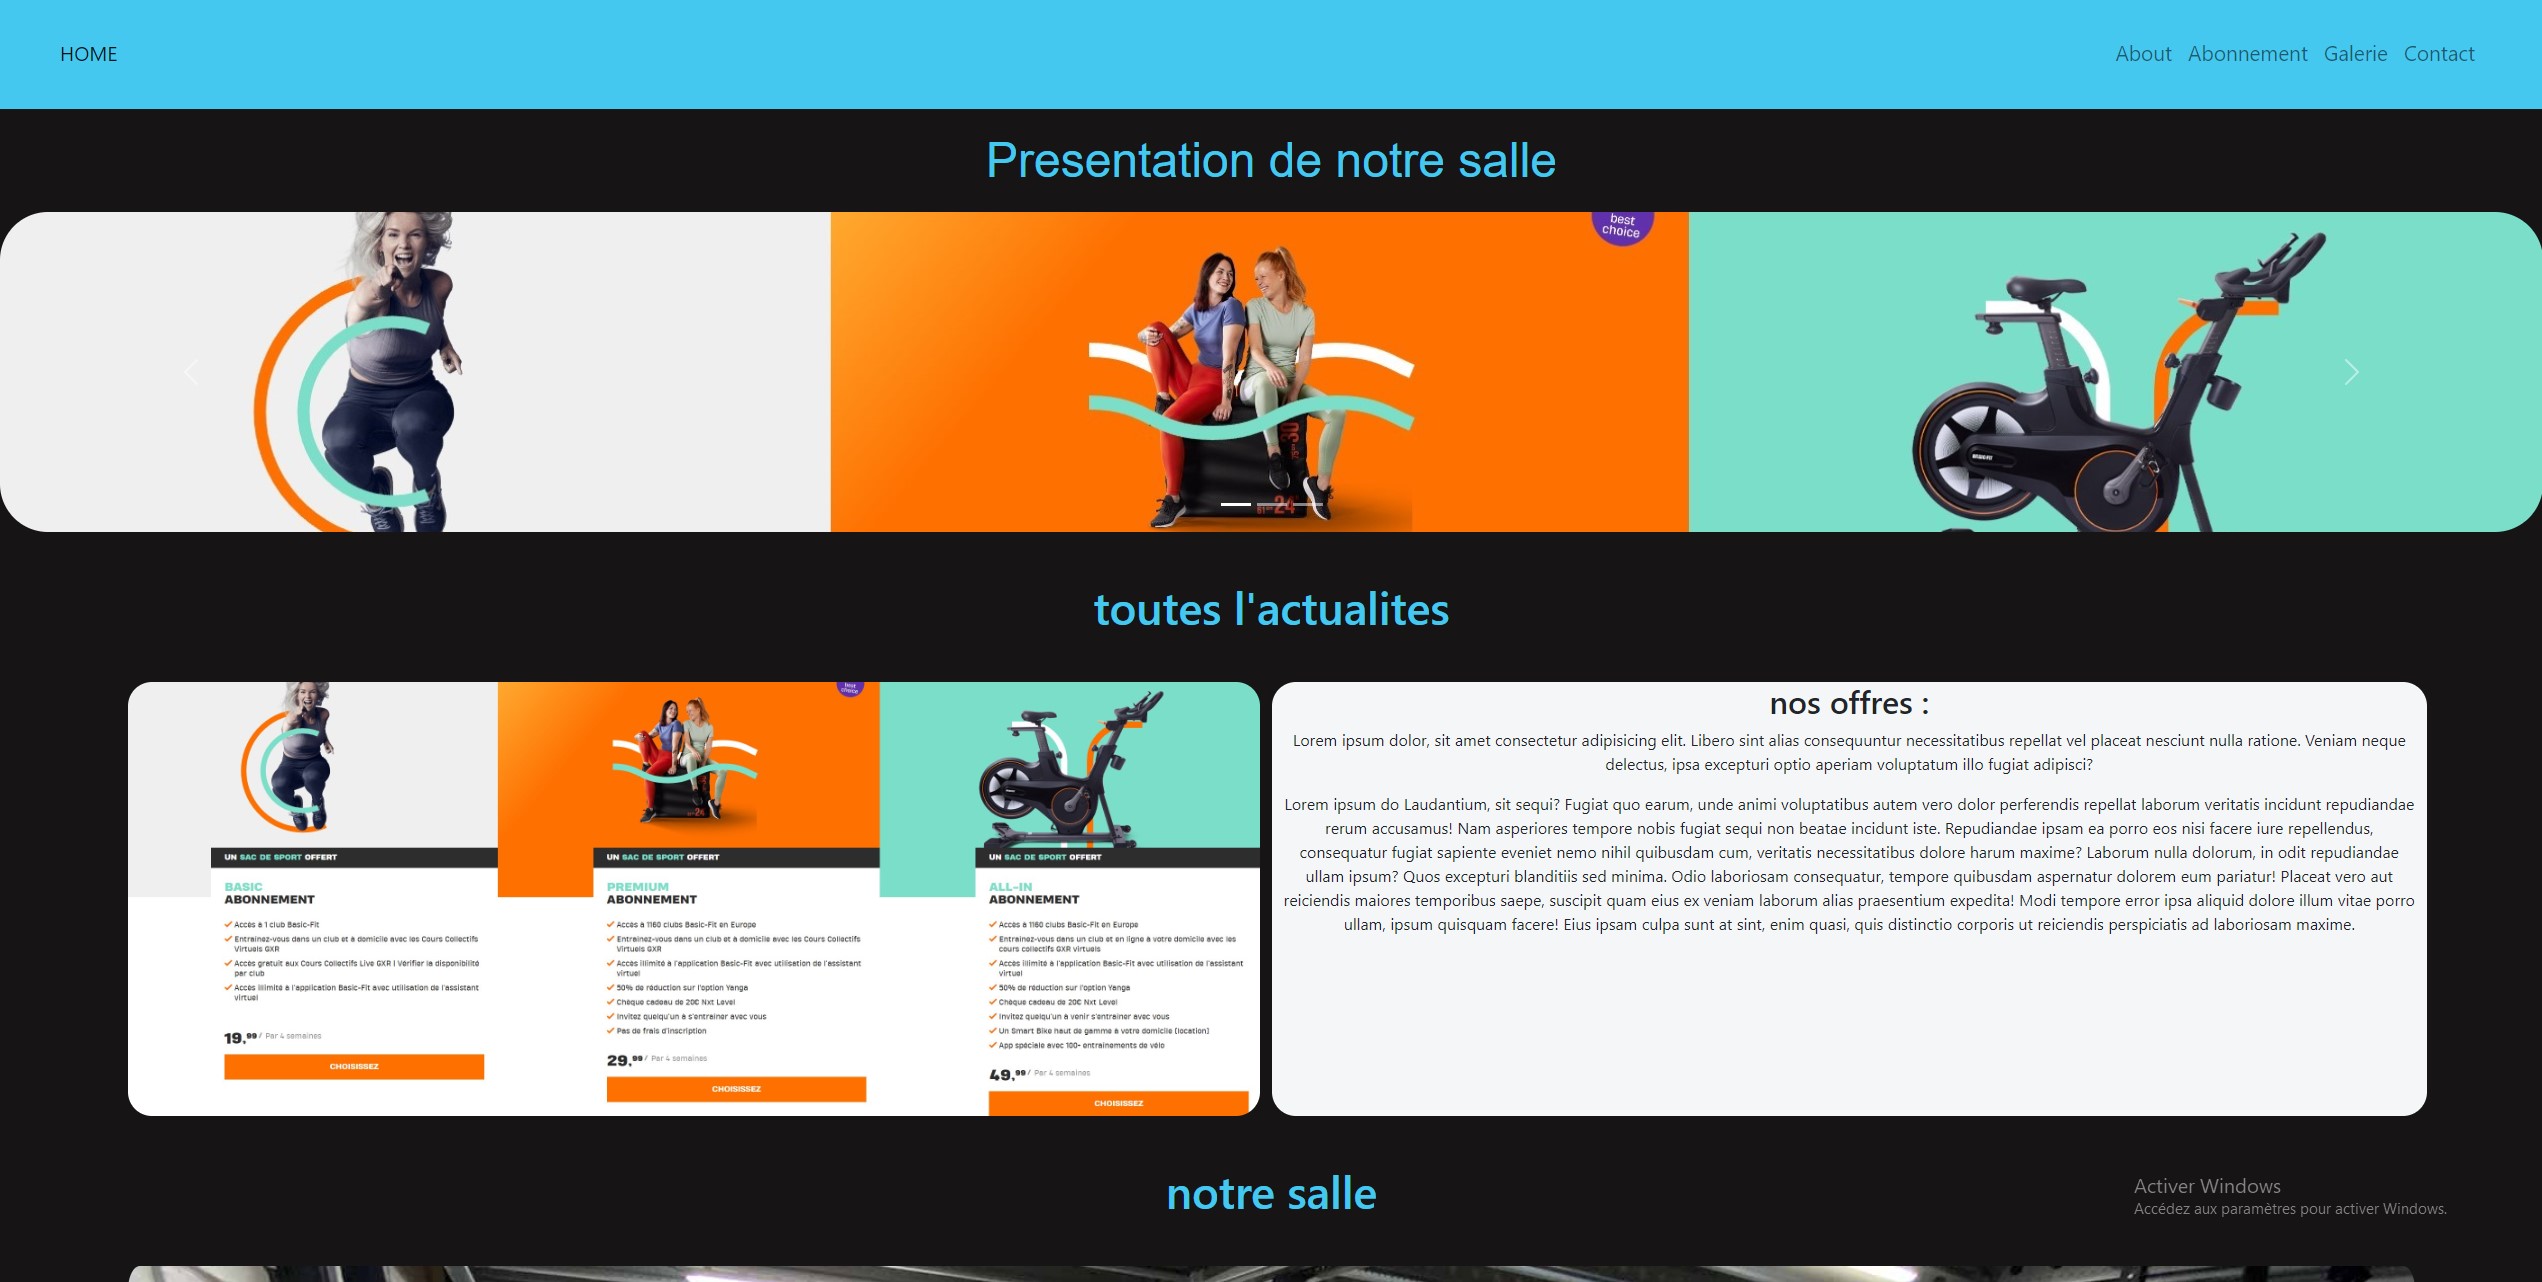 HOME
About Abonnement Galerie Contact
Presentation de notre salle
best
choice
24
toutes l'actualites
best
choice
24
UN SAC DE SPORT OFFERT
BASIC
ABONNEMENT
Accès à 1 club Basic-Fit
Entrainez-vous dans un club et à domicile avec les Cours Collectifs
Virtuels GXR
Accès gratuit aux Cours Collectifs Live GXR | Vérifier la disponibilité
par club
Accès illimité à l'application Basic-Fit avec utilisation de l'assistant
virtuel
19,99 / Par 4 semaines
CHOISISSEZ
UN SAC DE SPORT OFFERT
PREMIUM
ABONNEMENT
Accès à 1160 clubs Basic-Fit en Europe
Entrainez-vous dans un club et à domicile avec les Cours Collectifs
Virtuels GXR
Accès illimité à l'application Basic-Fit avec utilisation de l'assistant
virtuel
50% de réduction sur l'option Yanga
Chèque cadeau de 20€ Nxt Level
Invitez quelqu'un à s'entraîner avec vous
Pas de frais d'inscription
29,99 / Par 4 semaines
CHOISISSEZ
UN SAC DE SPORT OFFERT
ALL-IN
ABONNEMENT
Accès à 1160 clubs Basic-Fit en Europe
Entrainez-vous dans un club et en ligne à votre domicile avec les
cours collectifs GXR virtuels
Accès illimité à l'application Basic-Fit avec utilisation de l'assistant
virtuel
50% de réduction sur l'option Yanga
Chèque cadeau de 20€ Nxt Level
Invitez quelqu'un à venir s'entrainer avec vous
Un Smart Bike haut de gamme à votre domicile (location)
App spéciale avec 100+ entrainements de vélo
49,99 / Par 4 semaines
CHOISISSEZ
nos offres :
Lorem ipsum dolor, sit amet consectetur adipisicing elit. Libero sint alias consequuntur necessitatibus repellat vel placeat nesciunt nulla ratione. Veniam neque
delectus, ipsa excepturi optio aperiam voluptatum illo fugiat adipisci?
Lorem ipsum do Laudantium, sit sequi? Fugiat quo earum, unde animi voluptatibus autem vero dolor perferendis repellat laborum veritatis incidunt repudiandae
rerum accusamus! Nam asperiores tempore nobis fugiat sequi non beatae incidunt iste. Repudiandae ipsam ea porro eos nisi facere iure repellendus,
consequatur fugiat sapiente eveniet nemo nihil quibusdam cum, veritatis necessitatibus dolore harum maxime? Laborum nulla dolorum, in odit repudiandae
ullam ipsum? Quos excepturi blanditiis sed minima. Odio laboriosam consequatur, tempore quibusdam aspernatur dolorem eum pariatur! Placeat vero aut
reiciendis maiores temporibus saepe, suscipit quam eius ex veniam laborum alias praesentium expedita! Modi tempore error ipsa aliquid dolore illum vitae porro
ullam, ipsum quisquam facere! Eius ipsam culpa sunt at sint, enim quasi, quis distinctio corporis ut reiciendis perspiciatis ad laboriosam maxime.
notre salle
Activer Windows
Accédez aux paramètres pour activer Windows.